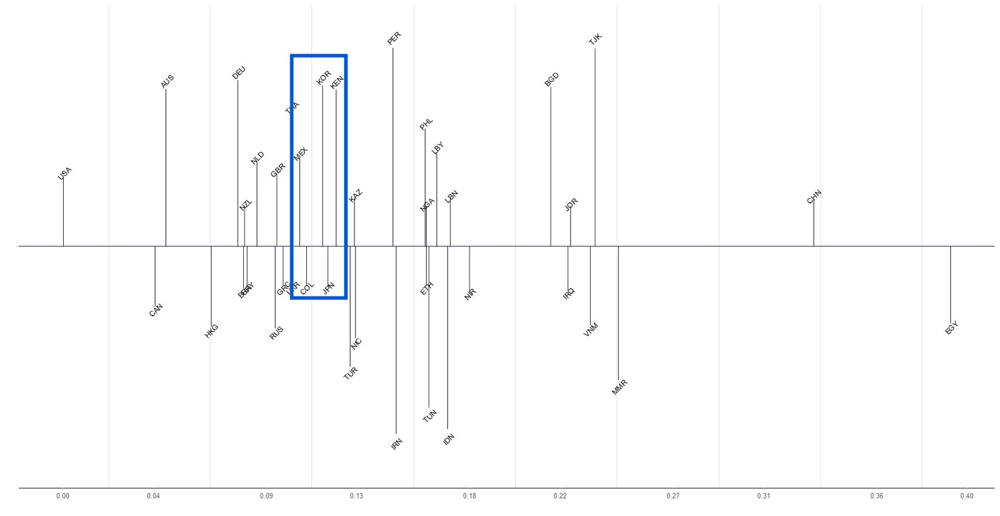 PER
TJK
DEU
KOR
AUS
KEN
BGD
PHL
LBY
MEX
NLD
GBR
USA
KAZ
LBN
CHN
NZL
NGA
JOR
GRC
COL
JPN
ETH
NIR
IRQ
CAN
HKG
RUS
VNM
EGY
NIC
TUR
MMR
TUN
IDN
IRN
0.00 0.04 0.09 0.13 0.18 0.22 0.27 0.31 0.36 0.40